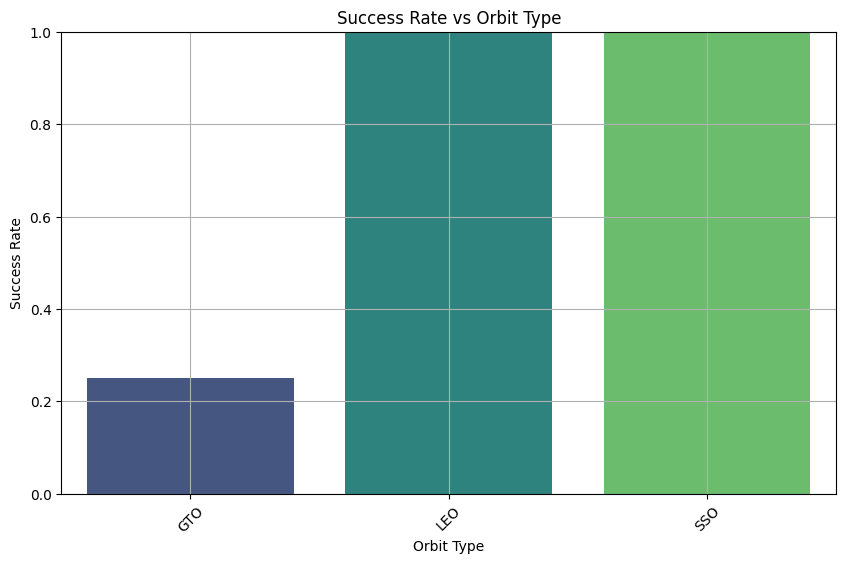 Success Rate vs Orbit Type
Success Rate
1.0
0.8
0.6
0.4
0.2
0.0
GTO
LEO
SSO
Orbit Type